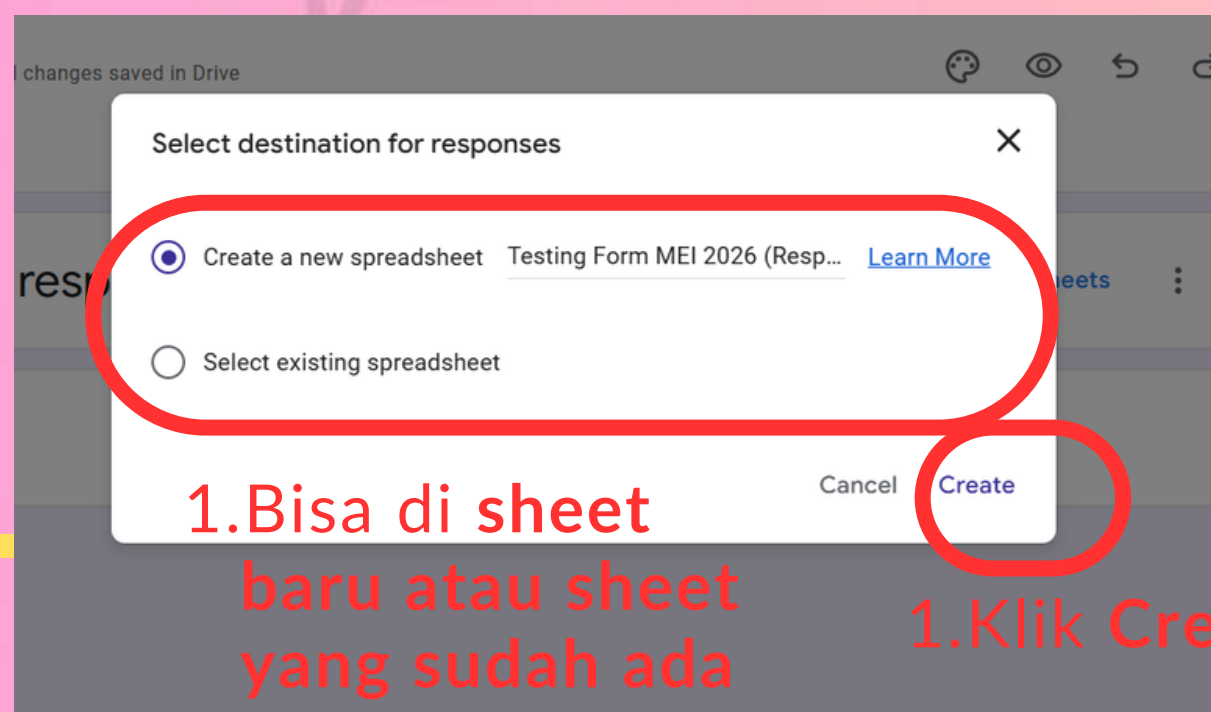 changes saved in Drive
Select destination for responses
Create a new spreadsheet Testing Form MEI 2026 (Resp... Learn More
Select existing spreadsheet
Cancel Create
1.Bisa di sheet
baru atau sheet
yang sudah ada
1.Klik